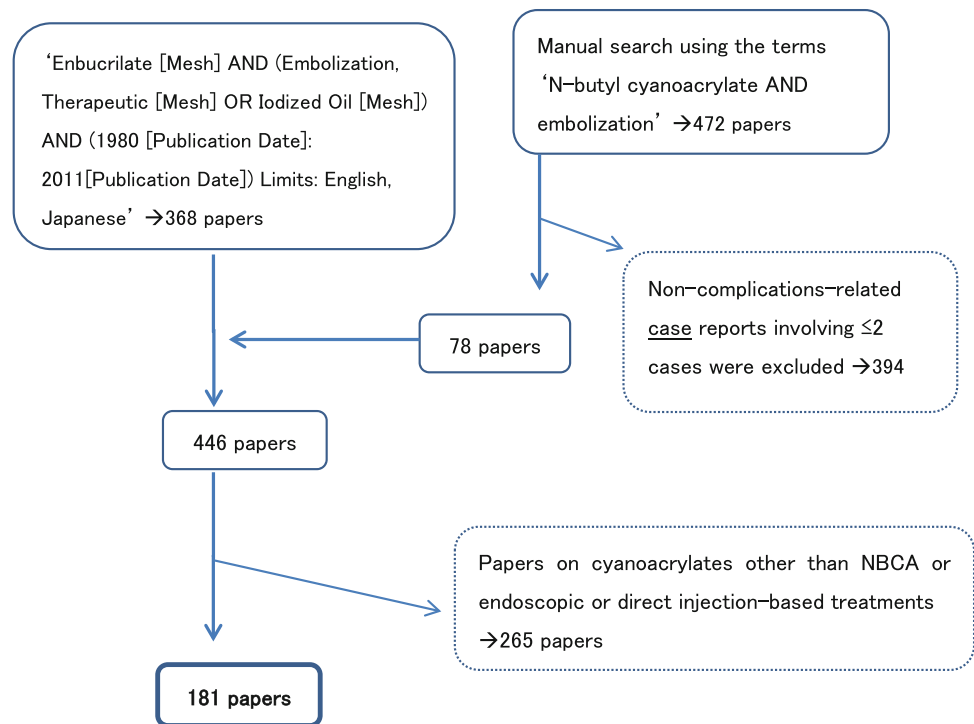 ‘Enbucrilate [Mesh] AND (Embolization,
Therapeutic [Mesh] OR Iodized Oil [Mesh])
AND (1980 [Publication Date]:
2011[Publication Date]) Limits: English,
Japanese’ →368 papers
Manual search using the terms
‘N-butyl cyanoacrylate AND
embolization’ →472 papers
Non-complications-related
case reports involving ≤2
cases were excluded →394
78 papers
446 papers
Papers on cyanoacrylates other than NBCA or
endoscopic or direct injection-based treatments
→265 papers
181 papers